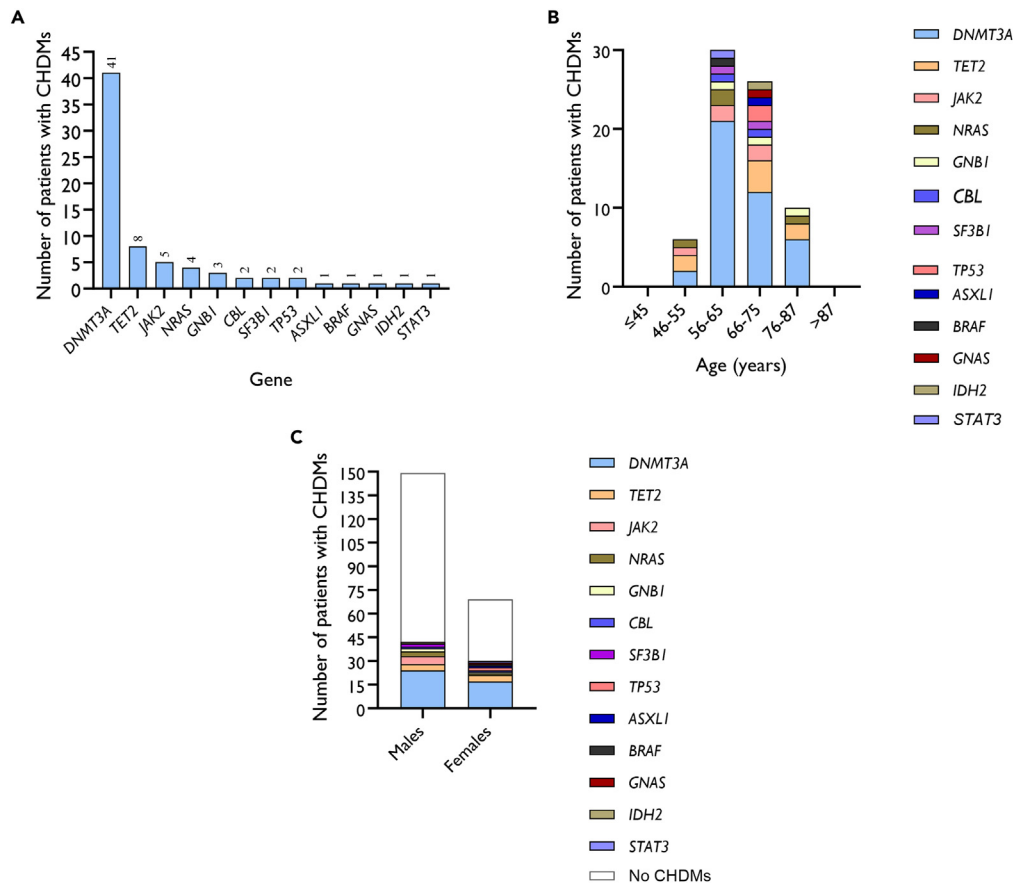 A
Number of patients with CHDMs
45
40
35
30
25
20
15
10
5
0
41
8
5
4
3
2
2
2
1
1
1
1
1
DNMT3A
TET2
JAK2
NRAS
GNB1
CBL
SF3B1
TP53
ASXL1
BRAF
GNAS
IDH2
STAT3
Gene
B
Number of patients with CHDMs
30
20
10
0
≤45
46-55
56-65
66-75
76-87
>87
Age (years)
DNMT3A
TET2
JAK2
NRAS
GNB1
CBL
SF3B1
TP53
ASXL1
BRAF
GNAS
IDH2
STAT3
C
Number of patients with CHDMs
150
135
120
105
90
75
60
45
30
15
0
Males
Females
DNMT3A
TET2
JAK2
NRAS
GNB1
CBL
SF3B1
TP53
ASXL1
BRAF
GNAS
IDH2
STAT3
No CHDMs